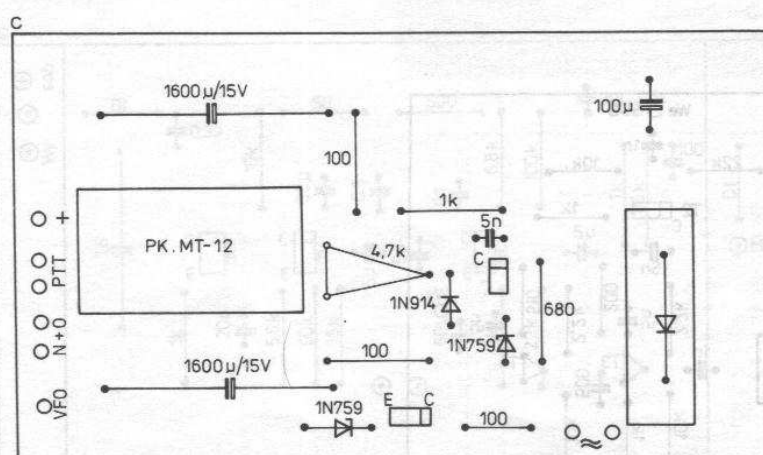 C
1600μ/15V
100μ
100
1k
+
PK.MT-12
5n
4,7k
C
PTT
1N914
680
N+O
1N759
100
1600μ/15V
VFO
1N759
E C
100
≈